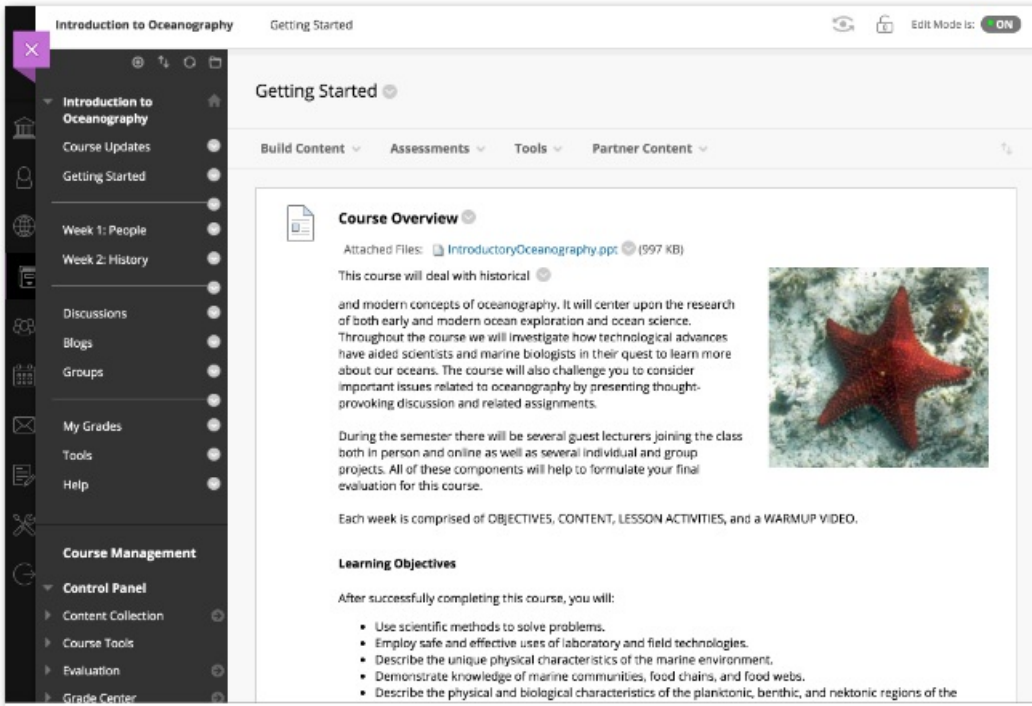 Introduction to Oceanography
Getting Started
Edit Mode is:
ON
Introduction to
Oceanography
Course Updates
Getting Started
Week 1: People
Week 2: History
Discussions
Blogs
Groups
My Grades
Tools
Help
Course Management
Control Panel
Content Collection
Course Tools
Evaluation
Grade Center
Getting Started
Build Content
Assessments
Tools
Partner Content
Course Overview
Attached Files: IntroductoryOceanography.ppt (997 KB)
This course will deal with historical
and modern concepts of oceanography. It will center upon the research
of both early and modern ocean exploration and ocean science.
Throughout the course we will investigate how technological advances
have aided scientists and marine biologists in their quest to learn more
about our oceans. The course will also challenge you to consider
important issues related to oceanography by presenting thought-
provoking discussion and related assignments.
During the semester there will be several guest lecturers joining the class
both in person and online as well as several individual and group
projects. All of these components will help to formulate your final
evaluation for this course.
Each week is comprised of OBJECTIVES, CONTENT, LESSON ACTIVITIES, and a WARMUP VIDEO.
Learning Objectives
After successfully completing this course, you will:
• Use scientific methods to solve problems.
• Employ safe and effective uses of laboratory and field technologies.
• Describe the unique physical characteristics of the marine environment.
• Demonstrate knowledge of marine communities, food chains, and food webs.
• Describe the physical and biological characteristics of the planktonic, benthic, and nektonic regions of the